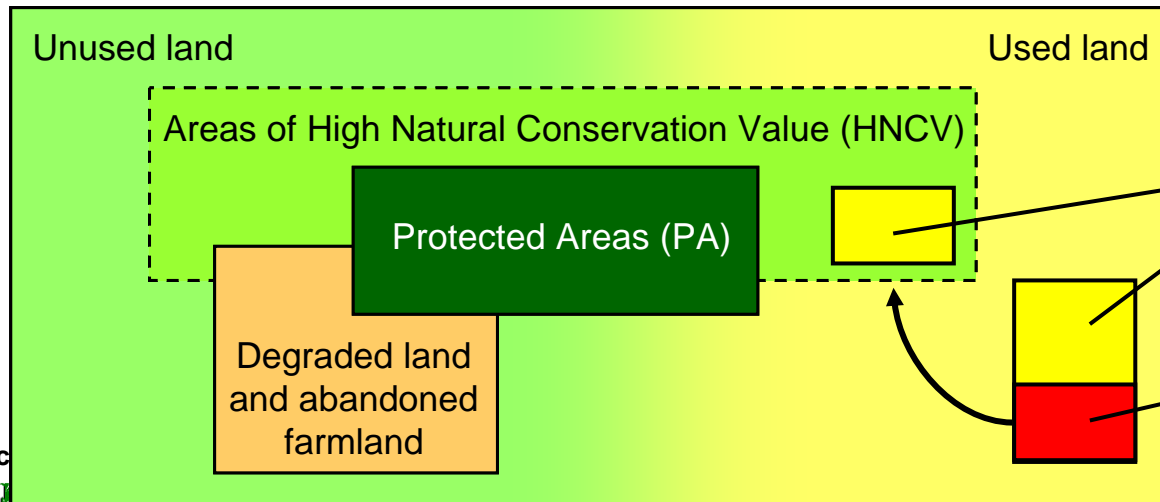 Unused land
Used land
Areas of High Natural Conservation Value (HNCV)
Protected Areas (PA)
Degraded land
and abandoned
farmland